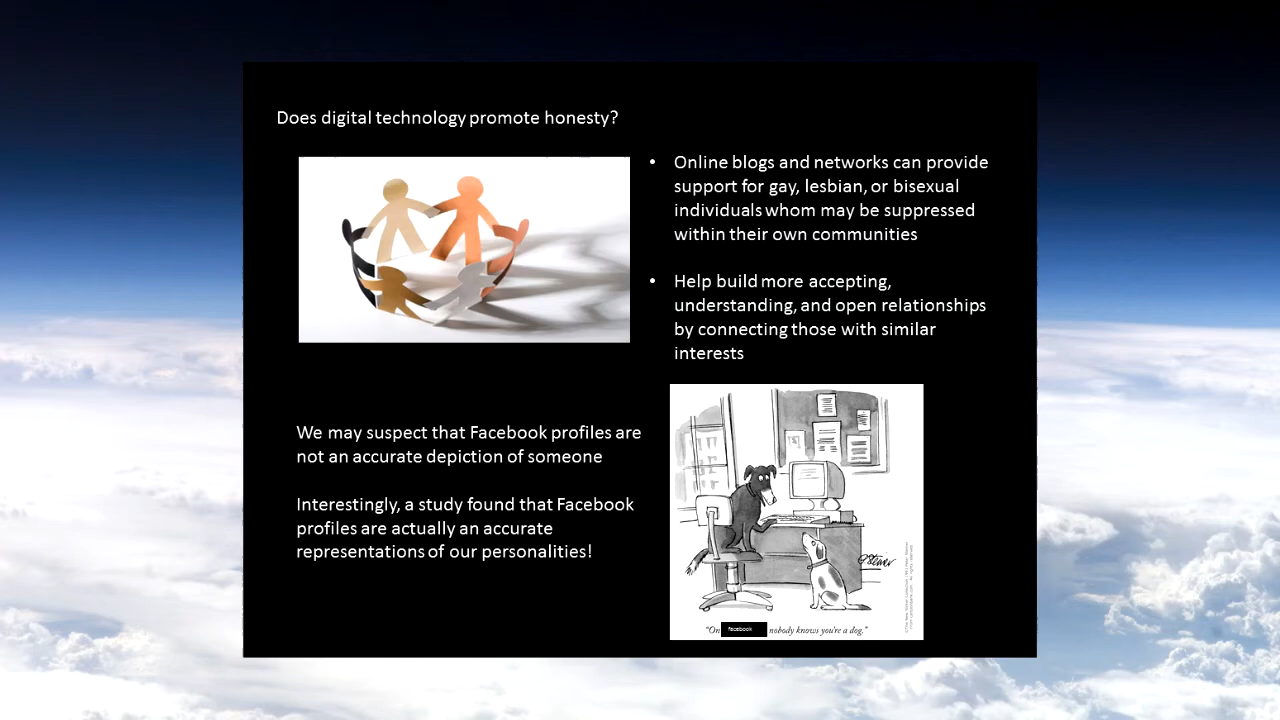 Does digital technology promote honesty?
• Online blogs and networks can provide
support for gay, lesbian, or bisexual
individuals whom may be suppressed
within their own communities
• Help build more accepting,
understanding, and open relationships
by connecting those with similar
interests
We may suspect that Facebook profiles are
not an accurate depiction of someone
Interestingly, a study found that Facebook
profiles are actually an accurate
representations of our personalities!
P. Steiner
"On Facebook nobody knows you're a dog."